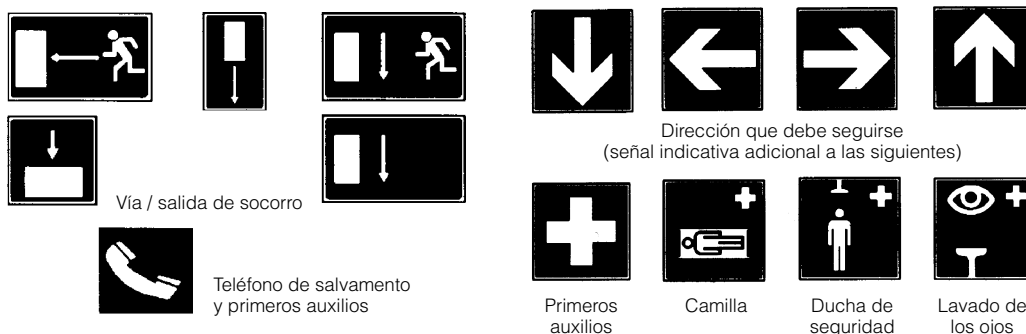 Vía / salida de socorro
Teléfono de salvamento
y primeros auxilios
Dirección que debe seguirse
(señal indicativa adicional a las siguientes)
Primeros
auxilios
Camilla
Ducha de
seguridad
Lavado de
los ojos